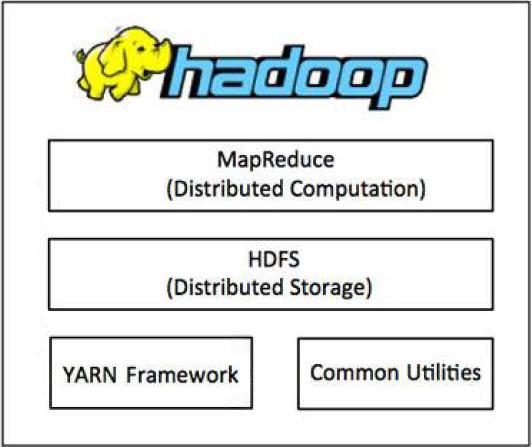 hadoop
MapReduce
(Distributed Computation)
HDFS
(Distributed Storage)
YARN Framework
Common Utilities